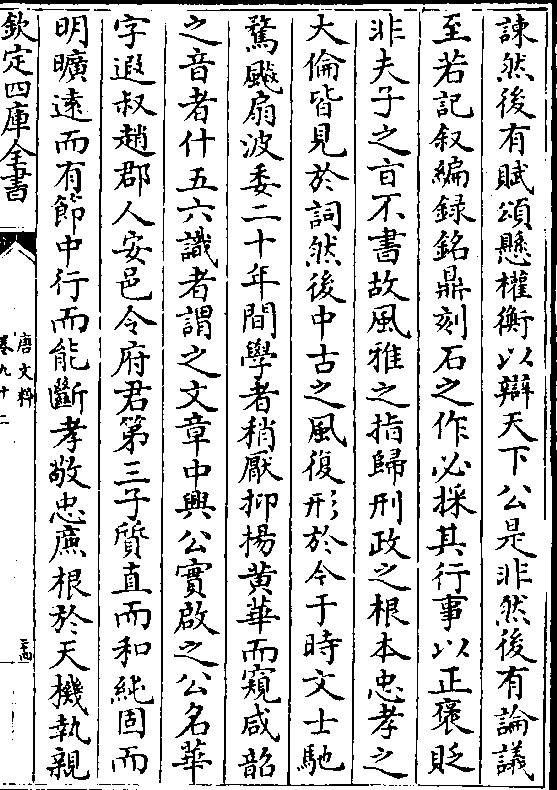 諫然後有賦頌懸權衡以辯天下公是非然後有論議
至若記叙編録銘鼎刻石之作必採其行事以正褒貶
非夫子之㫖不書故風雅之指歸刑政之根本忠孝之
大倫皆見於詞然後中古之風復形於今于時文士馳
騖飈扇波委二十年間學者稍厭抑揚黄華而窺咸韶
之音者什五六識者謂之文章中興公實啟之公名華
字遐叔趙郡人安邑令府君第三子質直而和純固而
明曠逺而有節中行而能斷孝敬忠廉根於天機執親
欽定四庫全書
唐文粹
卷九十二